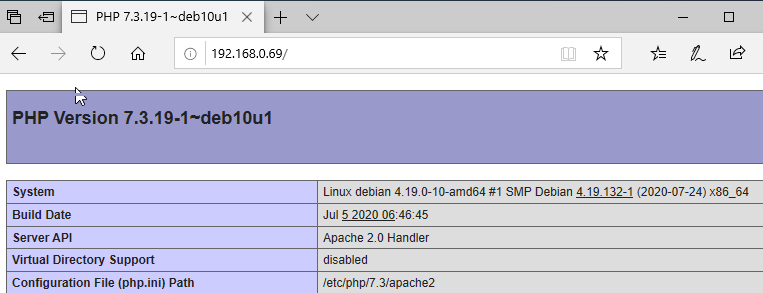 PHP 7.3.19-1~deb10u1
192.168.0.69/
PHP Version 7.3.19-1~deb10u1
System Linux debian 4.19.0-10-amd64 #1 SMP Debian 4.19.132-1 (2020-07-24) x86_64
Build Date Jul 5 2020 06:46:45
Server API Apache 2.0 Handler
Virtual Directory Support disabled
Configuration File (php.ini) Path /etc/php/7.3/apache2